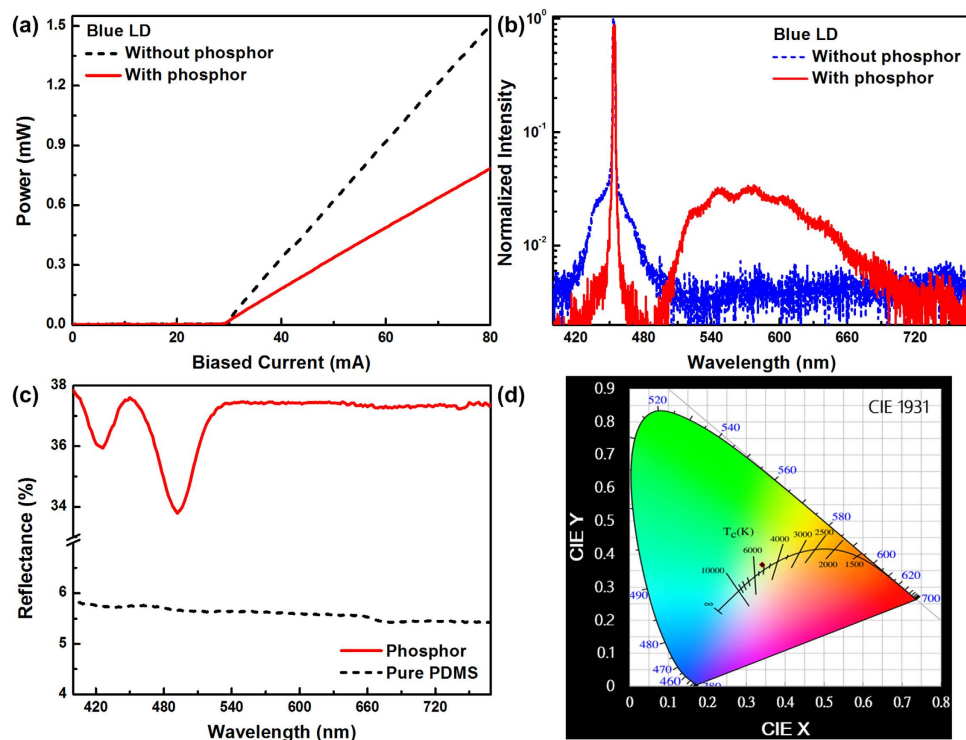 (a)
Blue LD
Without phosphor
With phosphor
Power (mW)
1.5
1.2
0.9
0.6
0.3
0.0
0 20 40 60 80
Biased Current (mA)
(b)
Blue LD
Without phosphor
With phosphor
Normalized Intensity
10⁰
10⁻¹
10⁻²
420 480 540 600 660 720
Wavelength (nm)
(c)
Reflectance (%)
38
37
36
34
6
5
4
Phosphor
Pure PDMS
420 480 540 600 660 720
Wavelength (nm)
(d)
CIE 1931
CIE Y
0.9
0.8
0.7
0.6
0.5
0.4
0.3
0.2
0.1
0
520
540
560
580
600
620
700
490
480
470
460
380
Tc(K)
∞
10000
6000
4000
3000
2500
2000
1500
0 0.1 0.2 0.3 0.4 0.5 0.6 0.7 0.8
CIE X